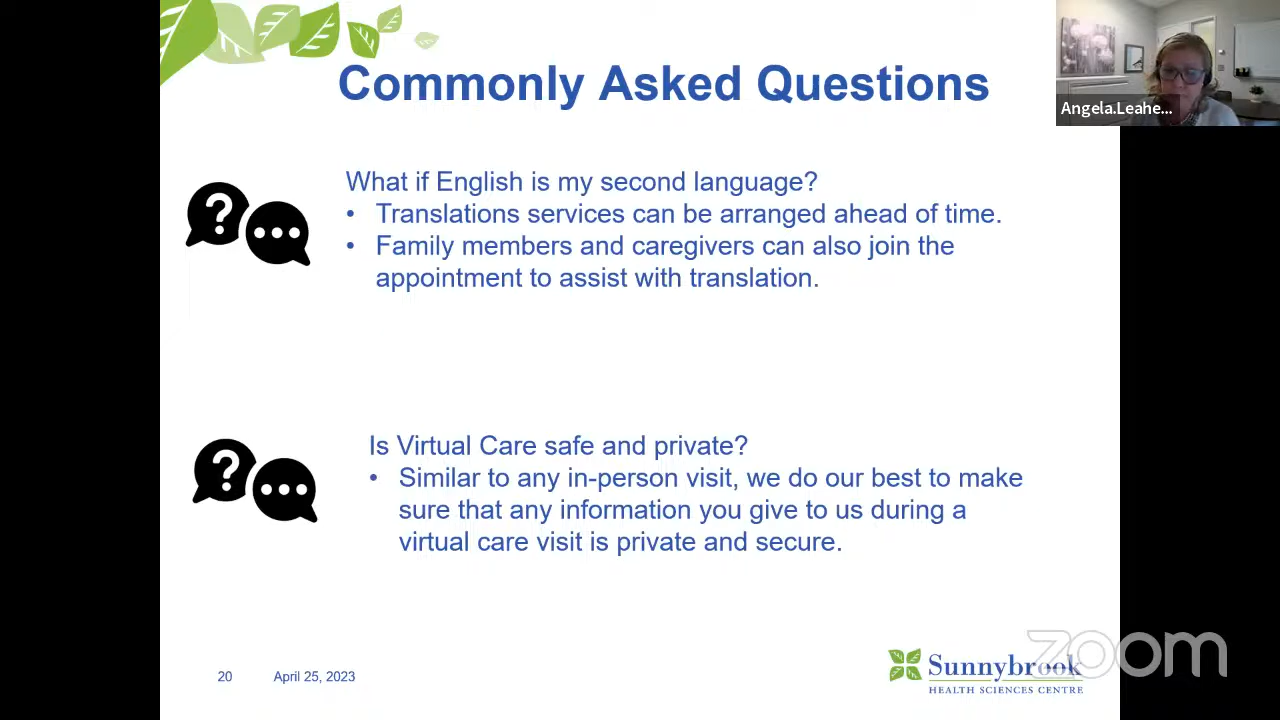 Commonly Asked Questions
Angela.Leahe...
What if English is my second language?
• Translations services can be arranged ahead of time.
• Family members and caregivers can also join the
appointment to assist with translation.
Is Virtual Care safe and private?
• Similar to any in-person visit, we do our best to make
sure that any information you give to us during a
virtual care visit is private and secure.
20 April 25, 2023
Sunnybrook
HEALTH SCIENCES CENTRE
zoom